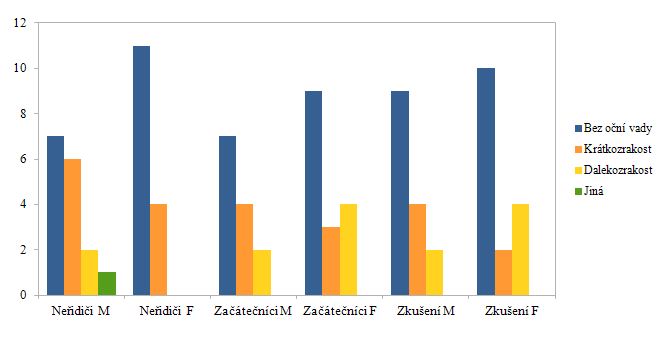 12
10
8
6
4
2
0
Neřidiči M Neřidiči F Začátečníci M Začátečníci F Zkušení M Zkušení F
Bez oční vady
Krátkozrakost
Dalekozrakost
Jiná